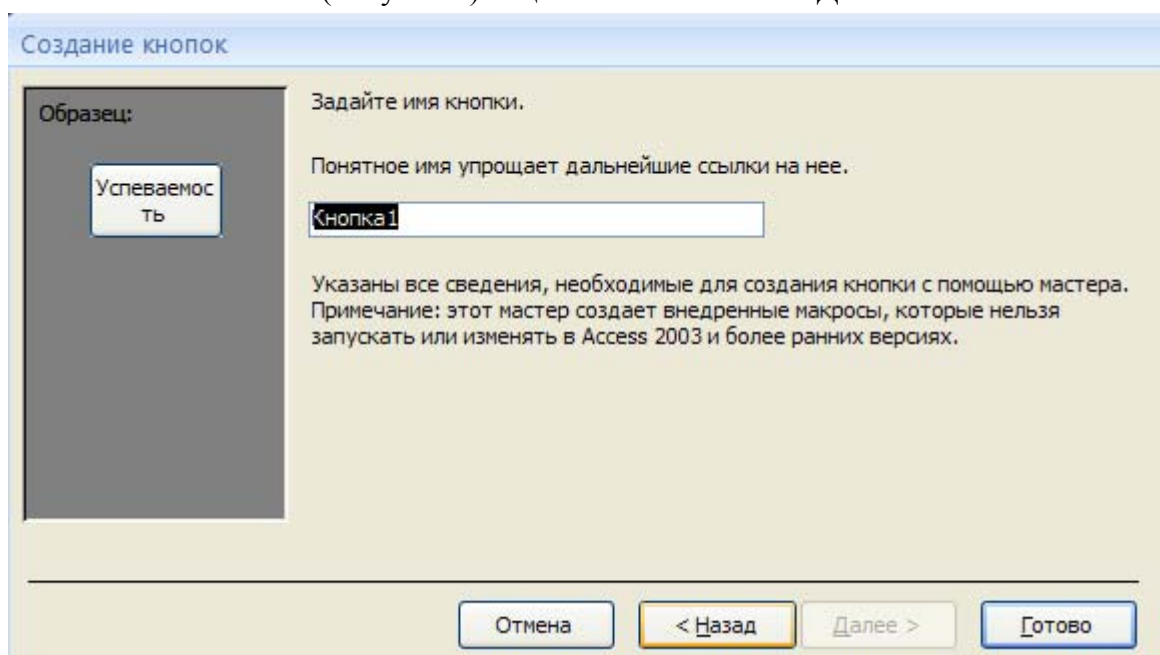 Создание кнопок
Образец:
Задайте имя кнопки.
Понятное имя упрощает дальнейшие ссылки на нее.
Успеваемос
ть
Кнопка1
Указаны все сведения, необходимые для создания кнопки с помощью мастера.
Примечание: этот мастер создает внедренные макросы, которые нельзя
запускать или изменять в Access 2003 и более ранних версиях.
Отмена
< Назад
Далее >
Готово